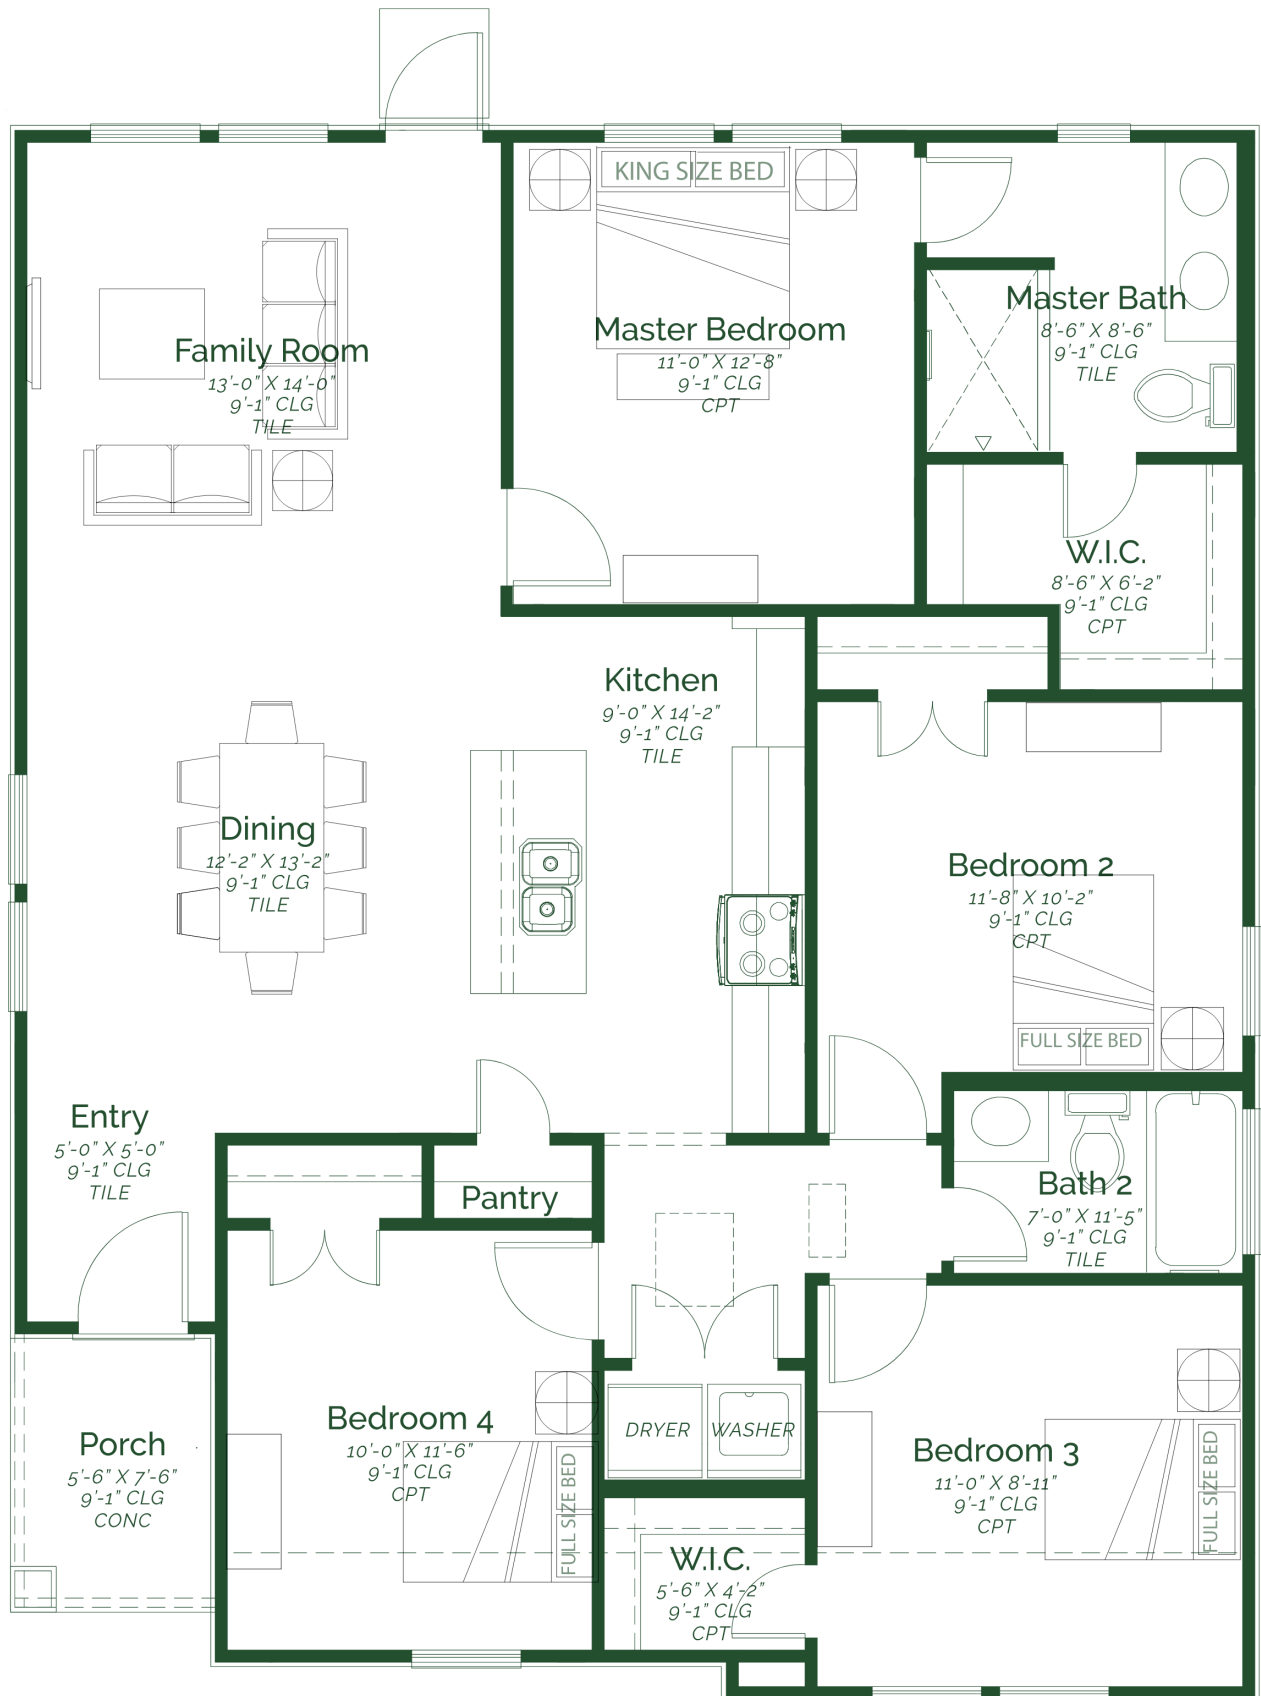 KING SIZE BED
Master Bath
8'-6" X 8'-6"
9'-1" CLG
TILE
Master Bedroom
11'-0" X 12'-8"
9'-1" CLG
CPT
Family Room
13'-0" X 14'-0"
9'-1" CLG
TILE
W.I.C.
8'-6" X 6'-2"
9'-1" CLG
CPT
Kitchen
9'-0" X 14'-2"
9'-1" CLG
TILE
Dining
12'-2" X 13'-2"
9'-1" CLG
TILE
Bedroom 2
11'-8" X 10'-2"
9'-1" CLG
CPT
FULL SIZE BED
Entry
5'-0" X 5'-0"
9'-1" CLG
TILE
Pantry
Bath 2
7'-0" X 11'-5"
9'-1" CLG
TILE
Porch
5'-6" X 7'-6"
9'-1" CLG
CONC
Bedroom 4
10'-0" X 11'-6"
9'-1" CLG
CPT
FULL SIZE BED
DRYER
WASHER
Bedroom 3
11'-0" X 8'-11"
9'-1" CLG
CPT
FULL SIZE BED
W.I.C.
5'-6" X 4'-2"
9'-1" CLG
CPT